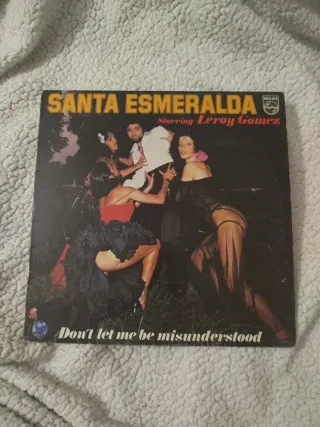 SANTA ESMERALDA
PHILIPS
Starring Leroy Gomez
Don't let me be misunderstood